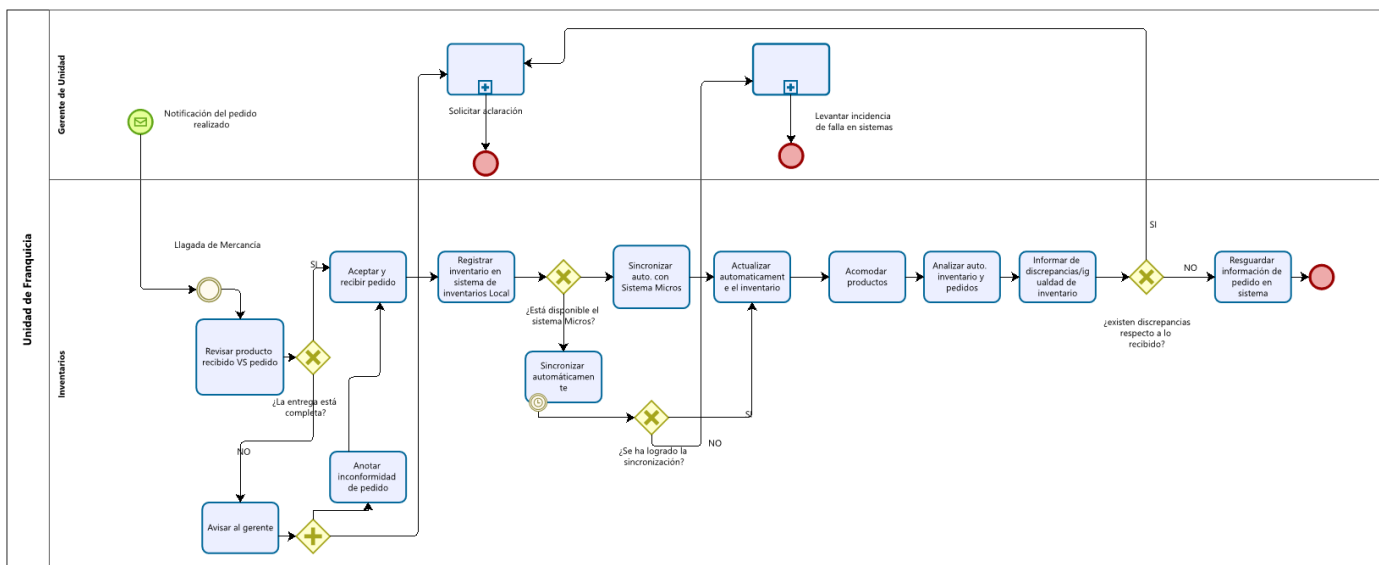 Unidad de Franquicia
Gerente de Unidad
Notificación del pedido
realizado
Solicitar aclaración
Levantar incidencia
de falla en sistemas
Inventarios
Llagada de Mercancía
Revisar producto
recibido VS pedido
¿La entrega está
completa?
SI
NO
Avisar al gerente
Anotar
inconformidad
de pedido
Aceptar y
recibir pedido
Registrar
inventario en
sistema de
inventarios Local
¿Está disponible el
sistema Micros?
Sincronizar
auto. con
Sistema Micros
Sincronizar
automáticamen
te
¿Se ha logrado la
sincronización?
SI
NO
Actualizar
automaticament
e el inventario
Acomodar
productos
Analizar auto.
inventario y
pedidos
Informar de
discrepancias/ig
ualdad de
inventario
¿existen discrepancias
respecto a lo
recibido?
SI
NO
Resguardar
información de
pedido en
sistema